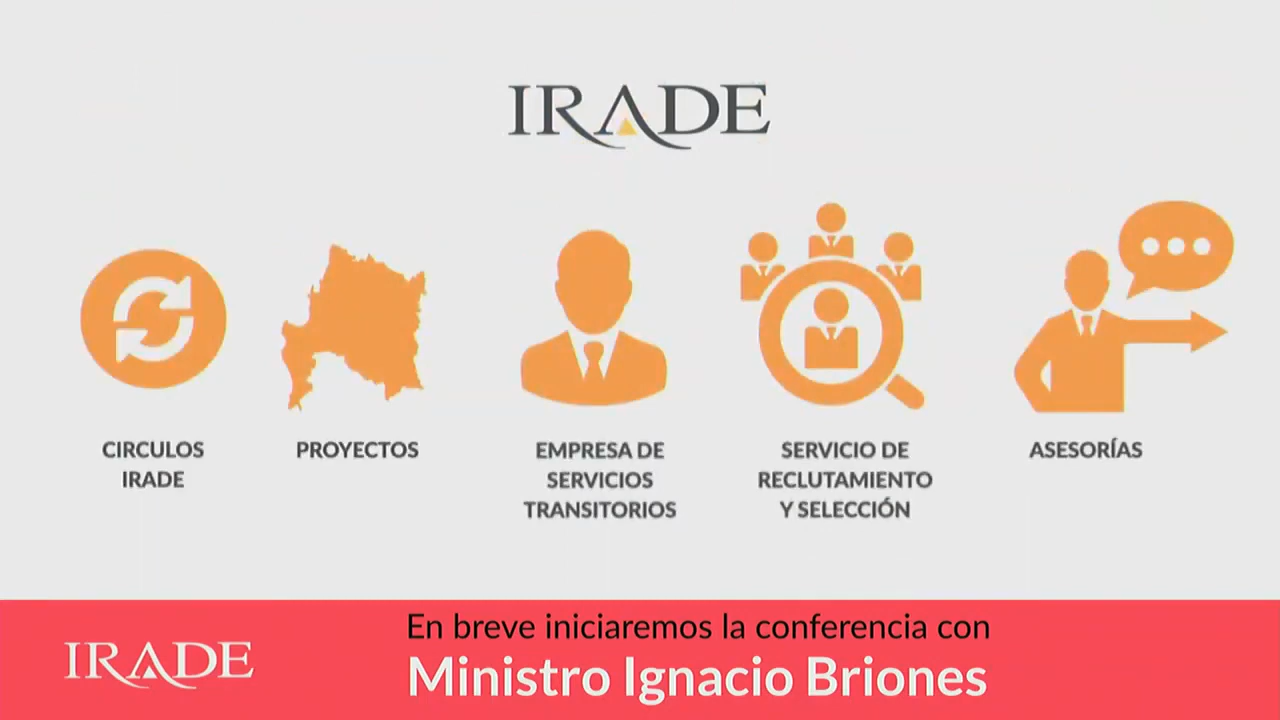 IRADE
CIRCULOS
IRADE
PROYECTOS
EMPRESA DE
SERVICIOS
TRANSITORIOS
SERVICIO DE
RECLUTAMIENTO
Y SELECCIÓN
ASESORÍAS
IRADE
En breve iniciaremos la conferencia con
Ministro Ignacio Briones